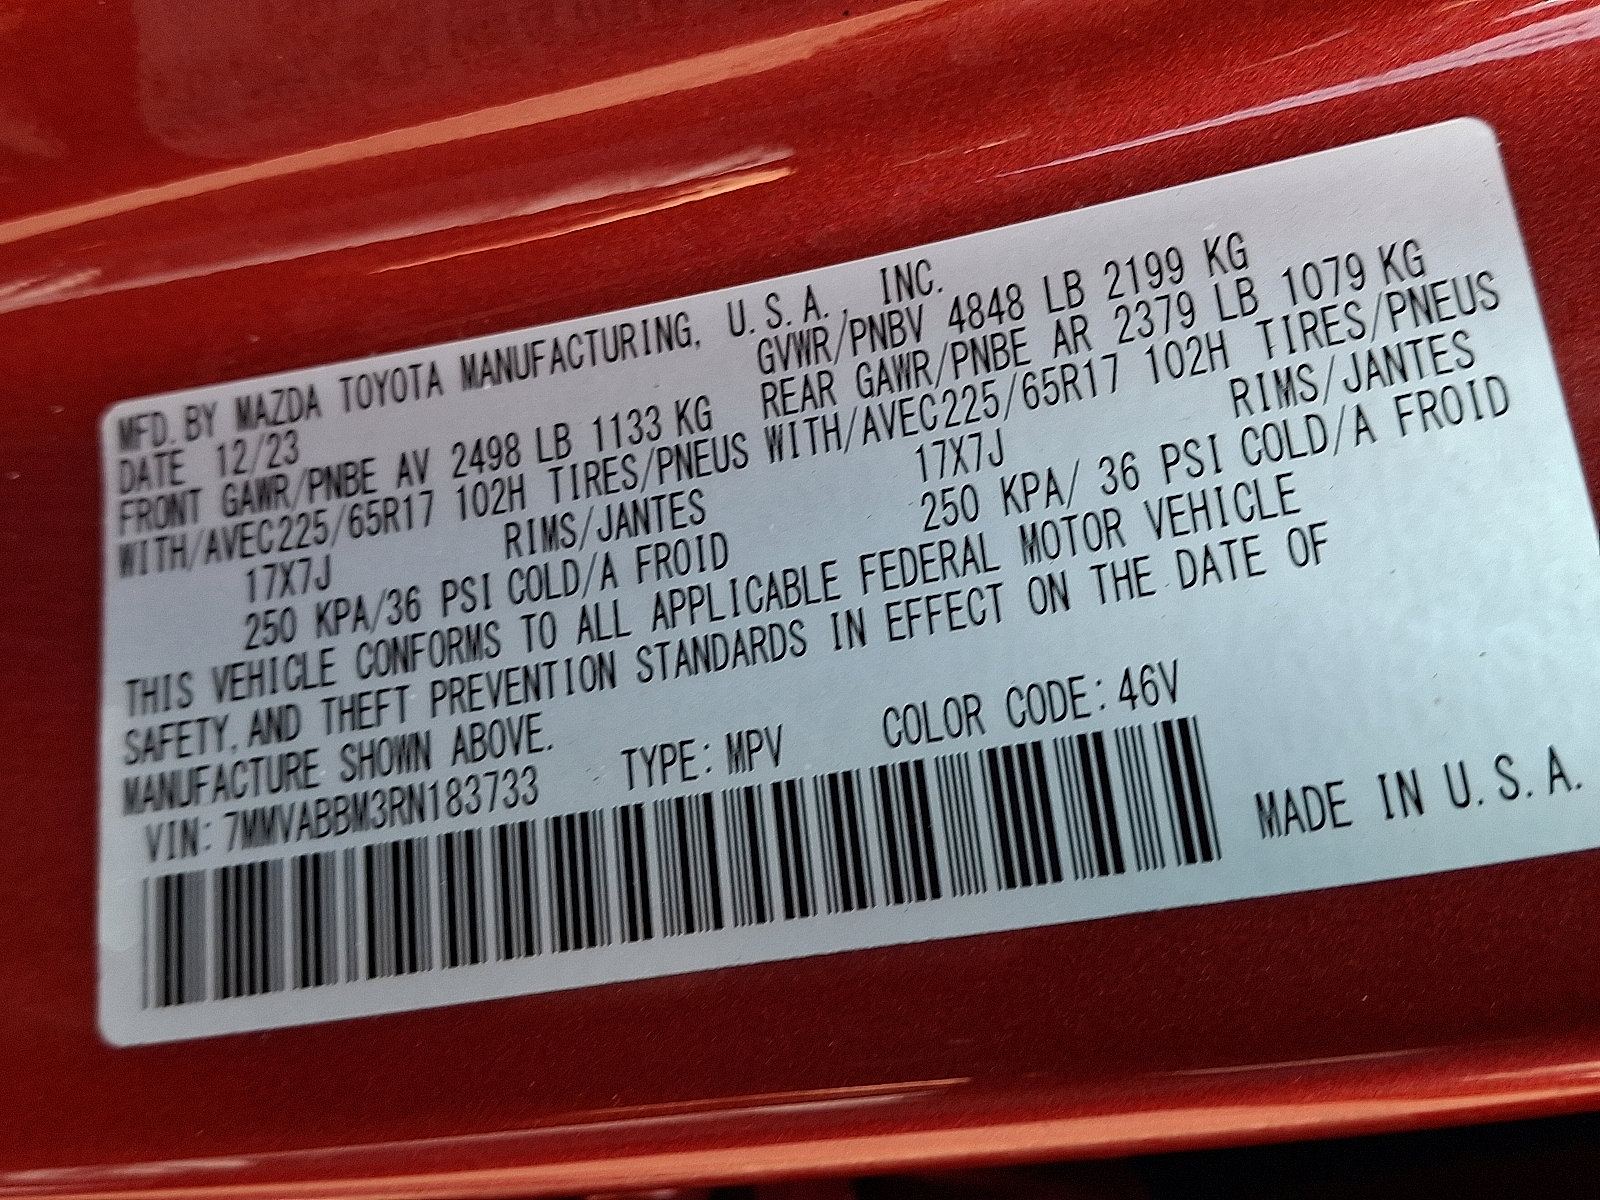 MFD. BY MAZDA TOYOTA MANUFACTURING, U.S.A., INC.
DATE 12/23 GVWR/PNBV 4848 LB 2199 KG
FRONT GAWR/PNBE AV 2498 LB 1133 KG REAR GAWR/PNBE AR 2379 LB 1079 KG
WITH/AVEC225/65R17 102H TIRES/PNEUS WITH/AVEC225/65R17 102H TIRES/PNEUS
17X7J RIMS/JANTES 17X7J RIMS/JANTES
250 KPA/36 PSI COLD/A FROID 250 KPA/ 36 PSI COLD/A FROID
THIS VEHICLE CONFORMS TO ALL APPLICABLE FEDERAL MOTOR VEHICLE
SAFETY, AND THEFT PREVENTION STANDARDS IN EFFECT ON THE DATE OF
MANUFACTURE SHOWN ABOVE.
VIN: 7MMVABBM3RN183733 TYPE: MPV COLOR CODE: 46V
MADE IN U.S.A.